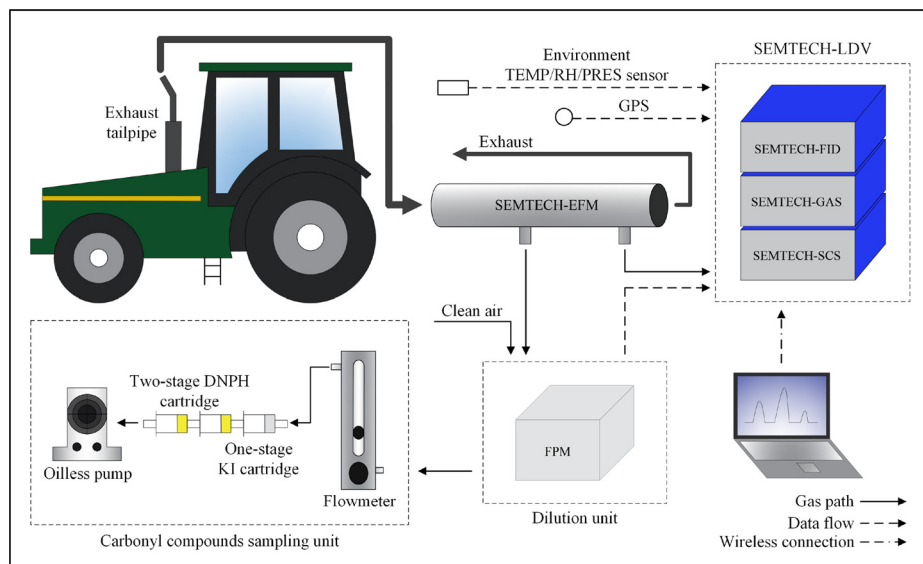 Environment
TEMP/RH/PRES sensor
SEMTECH-LDV
GPS
Exhaust
tailpipe
Exhaust
SEMTECH-FID
SEMTECH-EFM
SEMTECH-GAS
SEMTECH-SCS
Clean air
Two-stage DNPH
cartridge
One-stage
KI cartridge
Oilless pump
Flowmeter
FPM
Dilution unit
Carbonyl compounds sampling unit
Gas path
Data flow
Wireless connection